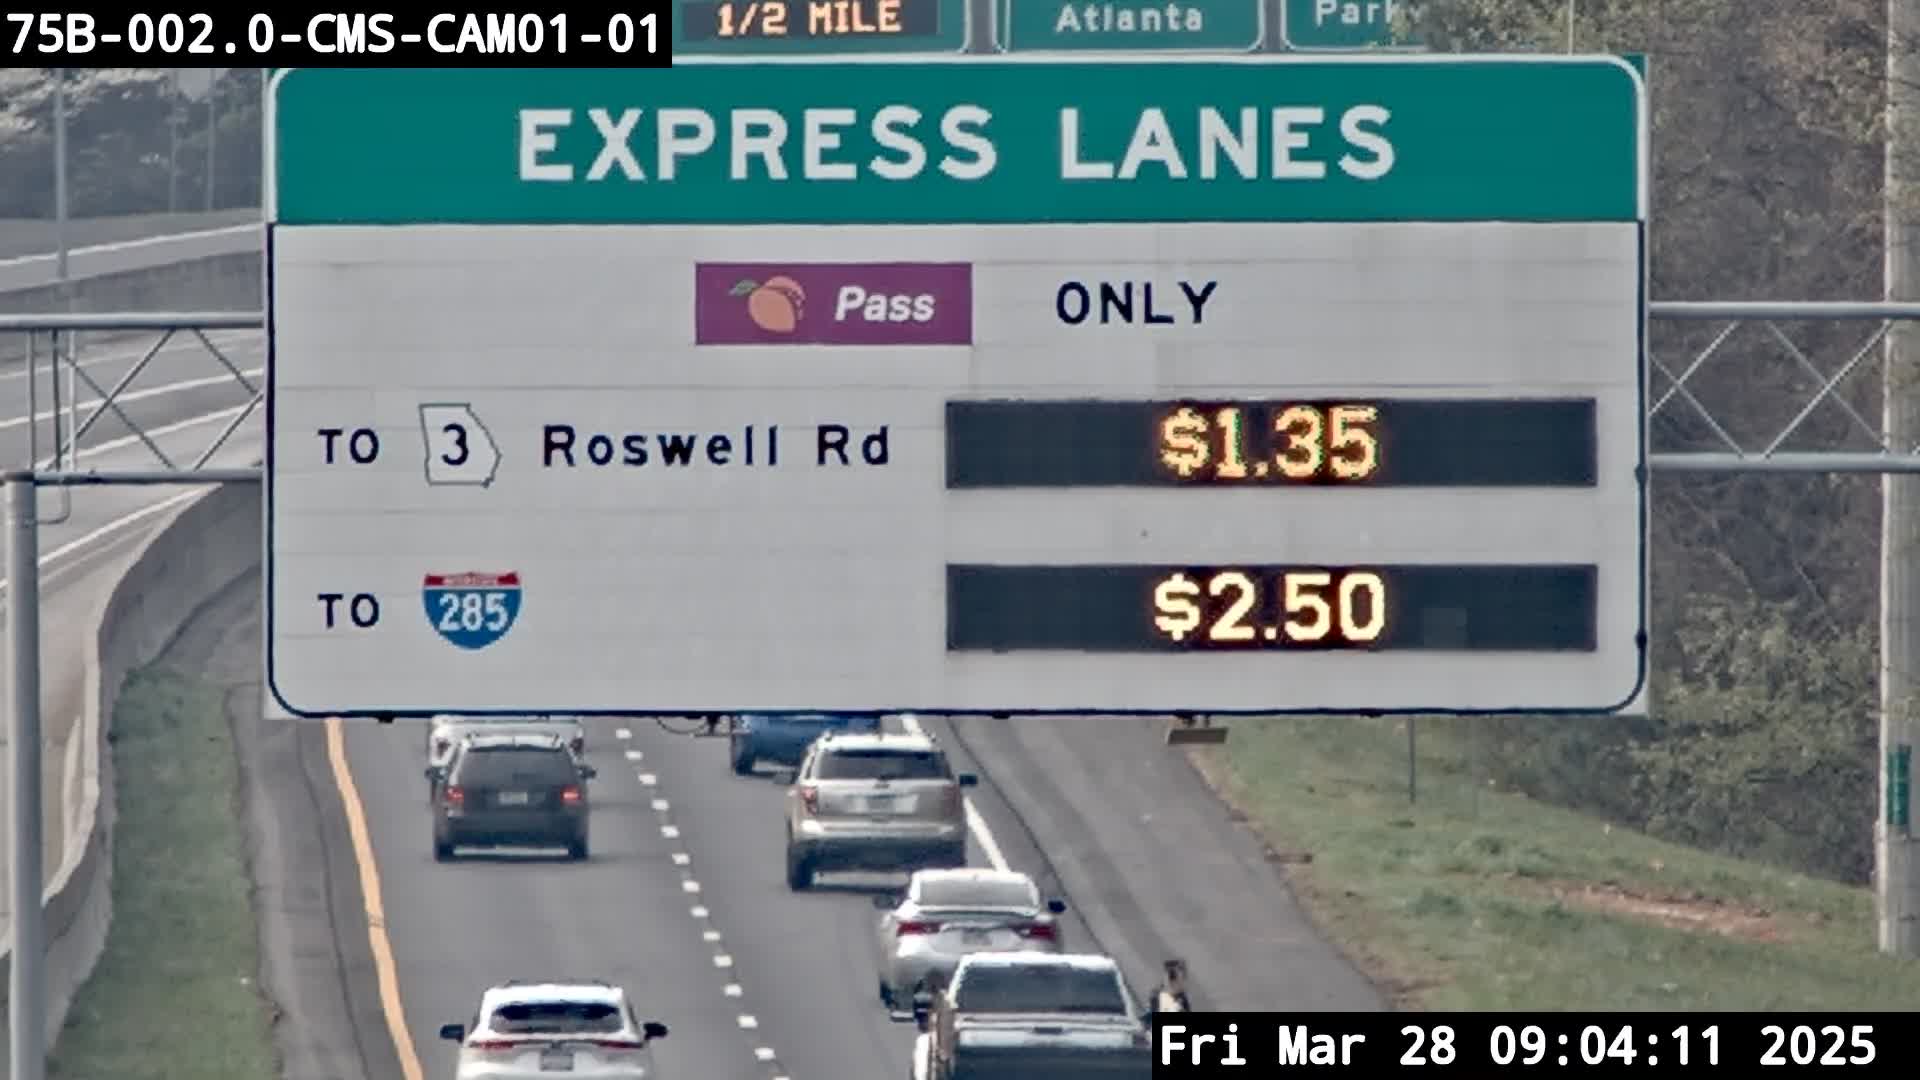 75B-002.0-CMS-CAM01-01
1/2 MILE
Atlanta
EXPRESS LANES
Pass ONLY
TO 3 Roswell Rd $1.35
TO 285 $2.50
Fri Mar 28 09:04:11 2025